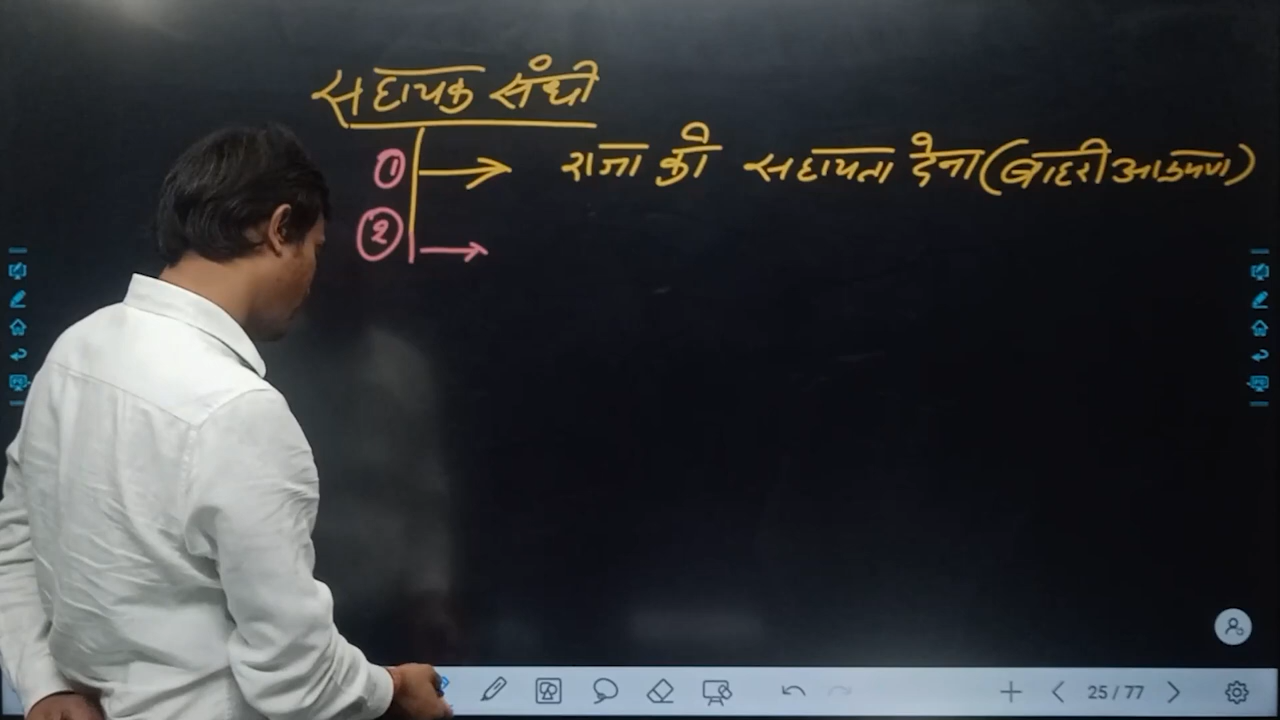 सहायक संधी
① राजा को सहायता देना (बाहरी आक्रमण)
②
25 / 77